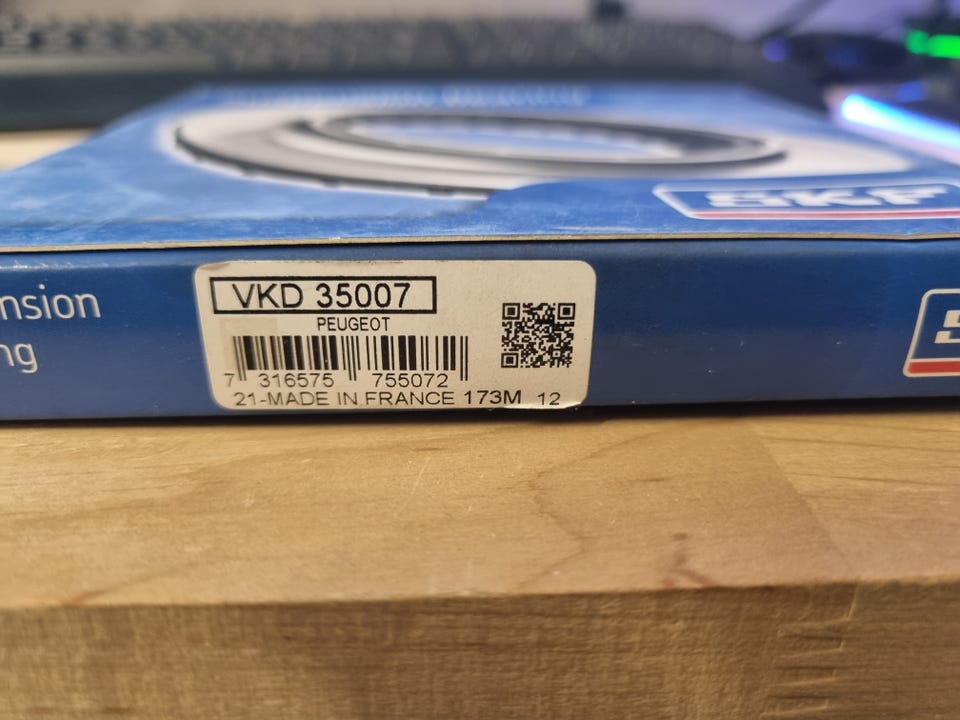 SKF
nsion
ng
VKD 35007
PEUGEOT
7 316575 755072
21-MADE IN FRANCE 173M 12
S